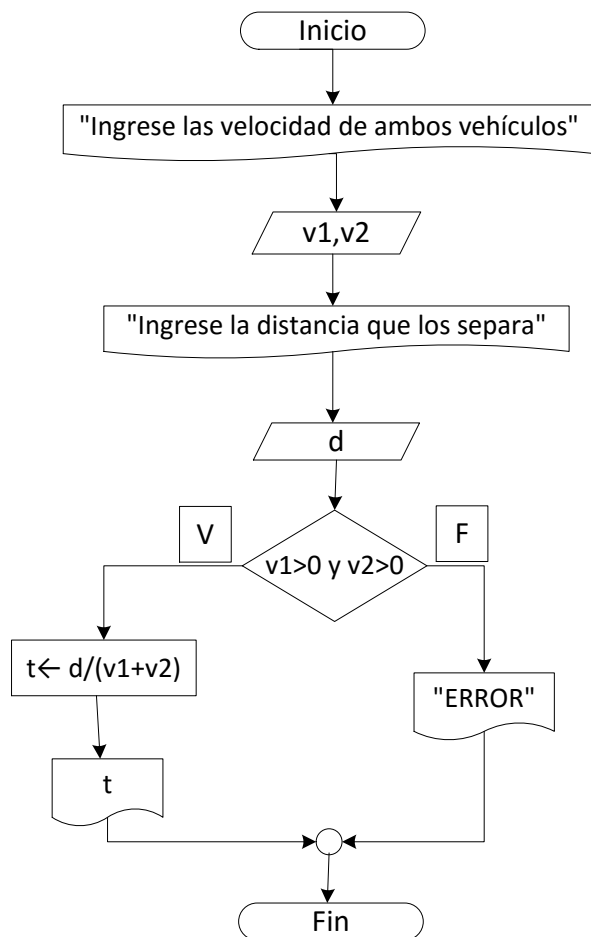 Inicio
"Ingrese las velocidad de ambos vehículos"
v1,v2
"Ingrese la distancia que los separa"
d
V
F
v1>0 y v2>0
t← d/(v1+v2)
"ERROR"
t
Fin